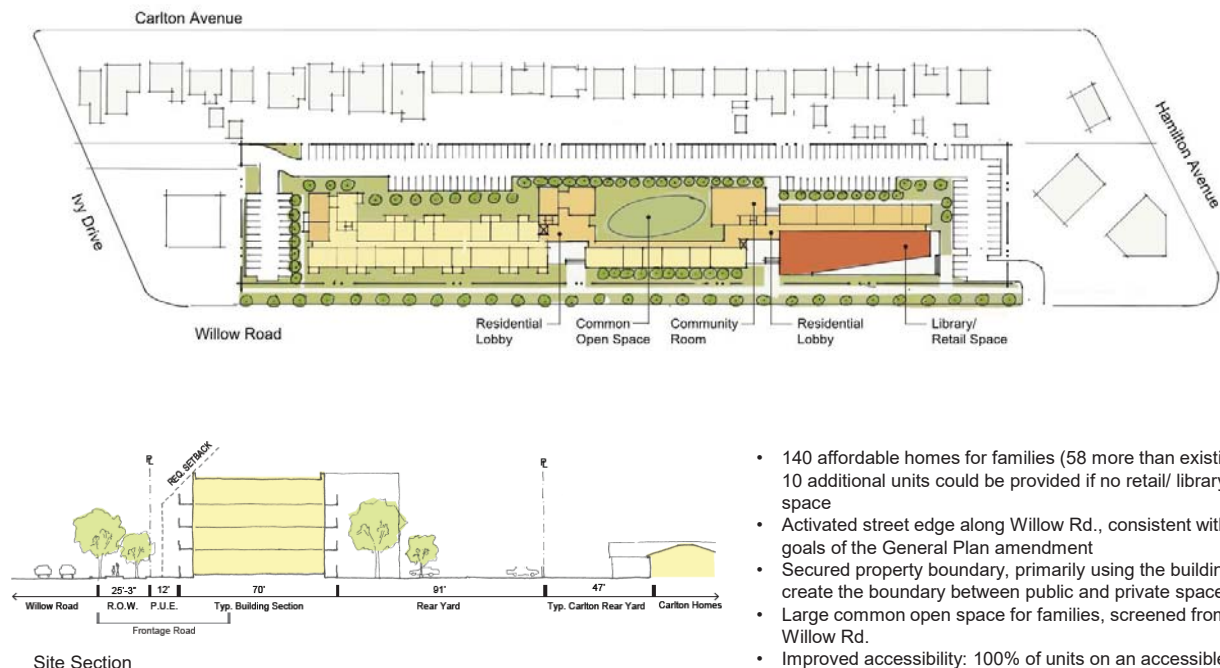 Carlton Avenue
Hamilton Avenue
Ivy Drive
Willow Road
Residential
Lobby
Common
Open Space
Community
Room
Residential
Lobby
Library/
Retail Space
REQ. SETBACK
25'-3"
12'
70'
91'
47'
Willow Road
R.O.W.
P.U.E.
Typ. Building Section
Rear Yard
Typ. Carlton Rear Yard
Carlton Homes
Frontage Road
Site Section
• 140 affordable homes for families (58 more than existi
10 additional units could be provided if no retail/ library
space
• Activated street edge along Willow Rd., consistent with
goals of the General Plan amendment
• Secured property boundary, primarily using the buildin
create the boundary between public and private space
• Large common open space for families, screened from
Willow Rd.
• Improved accessibility: 100% of units on an accessible